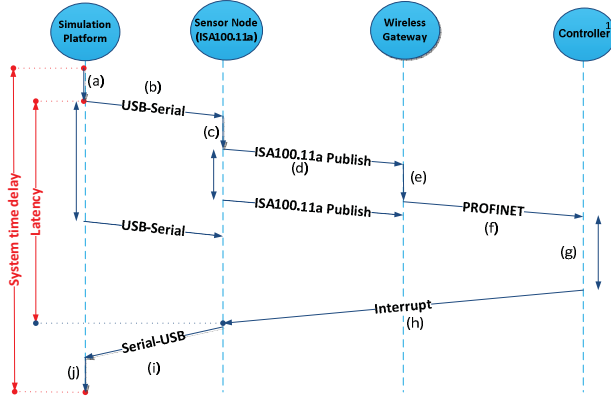 Simulation
Platform
Sensor Node
(ISA100.11a)
Wireless
Gateway
Controller 1
(a)
(b)
USB-Serial
(c)
ISA100.11a Publish
(d)
(e)
ISA100.11a Publish
PROFINET
(f)
USB-Serial
(g)
System time delay
Latency
Interrupt
(h)
Serial-USB
(i)
(j)